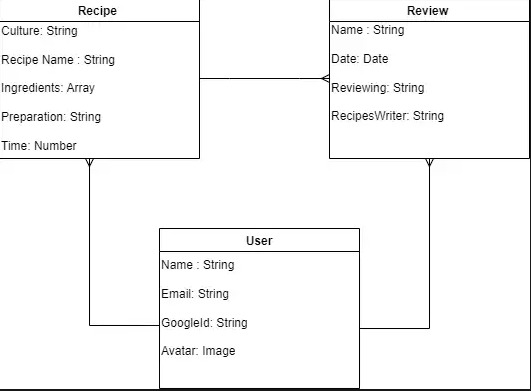 Recipe
Culture: String
Recipe Name : String
Ingredients: Array
Preparation: String
Time: Number
Review
Name : String
Date: Date
Reviewing: String
RecipesWriter: String
User
Name : String
Email: String
GoogleId: String
Avatar: Image